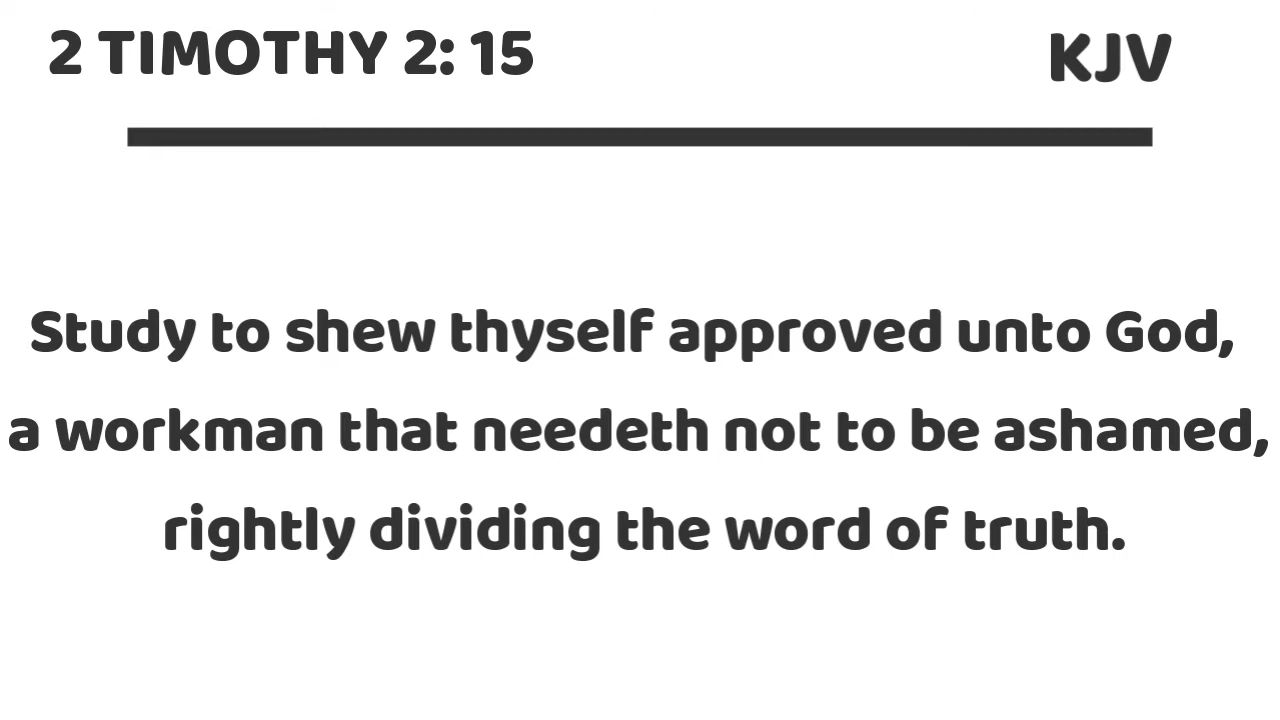 2 TIMOTHY 2: 15 KJV
Study to shew thyself approved unto God,
a workman that needeth not to be ashamed,
rightly dividing the word of truth.